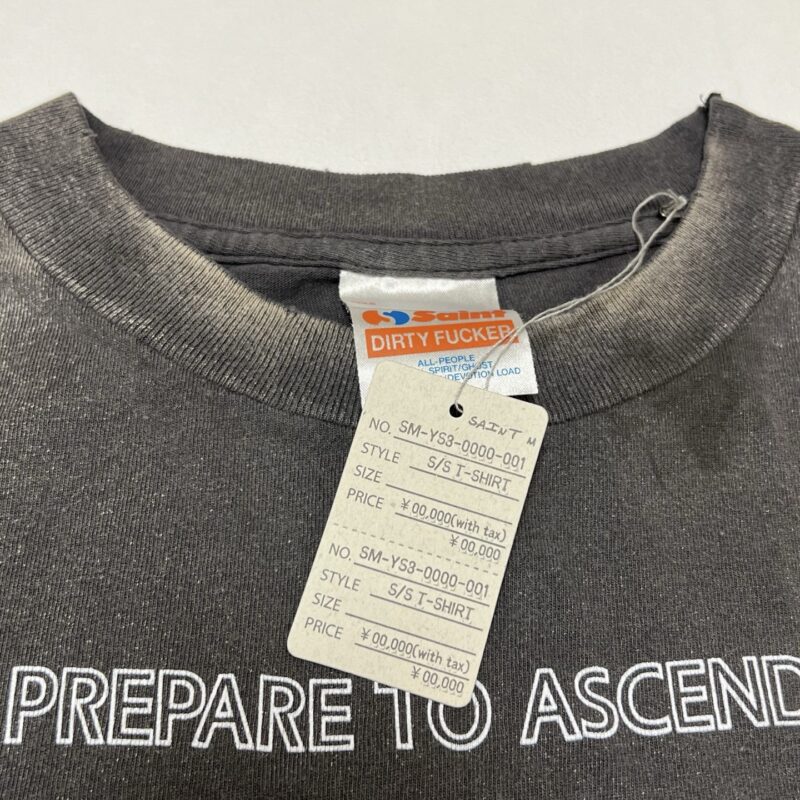 Saint
DIRTY FUCKER
ALL-PEOPLE
SPIRIT/GHOST
/DEVOTION LOAD
SAINT M
NO. SM-YS3-0000-001
STYLE S/S T-SHIRT
SIZE
PRICE ¥00,000(with tax)
¥00,000
NO. SM-YS3-0000-001
STYLE S/S T-SHIRT
SIZE
PRICE ¥00,000(with tax)
¥00,000
PREPARE TO ASCEND